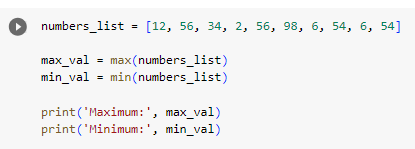 numbers_list = [12, 56, 34, 2, 56, 98, 6, 54, 6, 54]
max_val = max(numbers_list)
min_val = min(numbers_list)
print('Maximum:', max_val)
print('Minimum:', min_val)